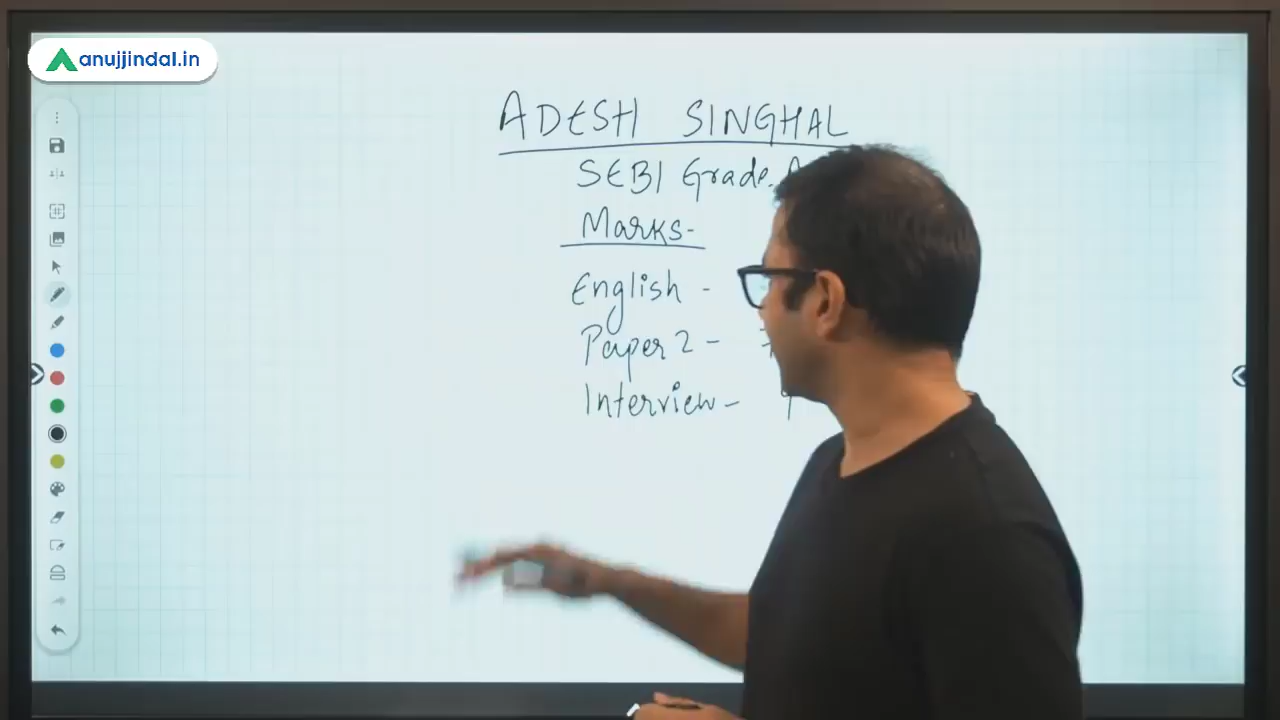 anujjindal.in
ADESH SINGHAL
SEBI Grade
Marks-
English -
Paper 2 -
Interview -